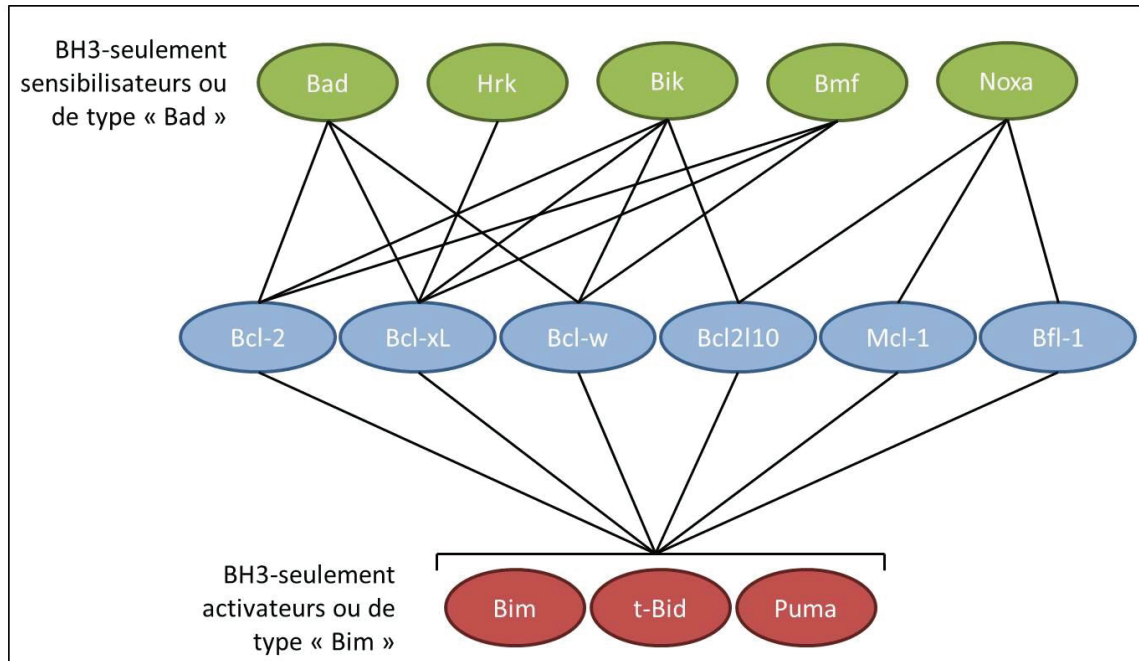 BH3-seulement
sensibilisateurs ou
de type « Bad »
Bad
Hrk
Bik
Bmf
Noxa
Bcl-2
Bcl-xL
Bcl-w
Bcl2l10
Mcl-1
Bfl-1
BH3-seulement
activateurs ou de
type « Bim »
Bim
t-Bid
Puma